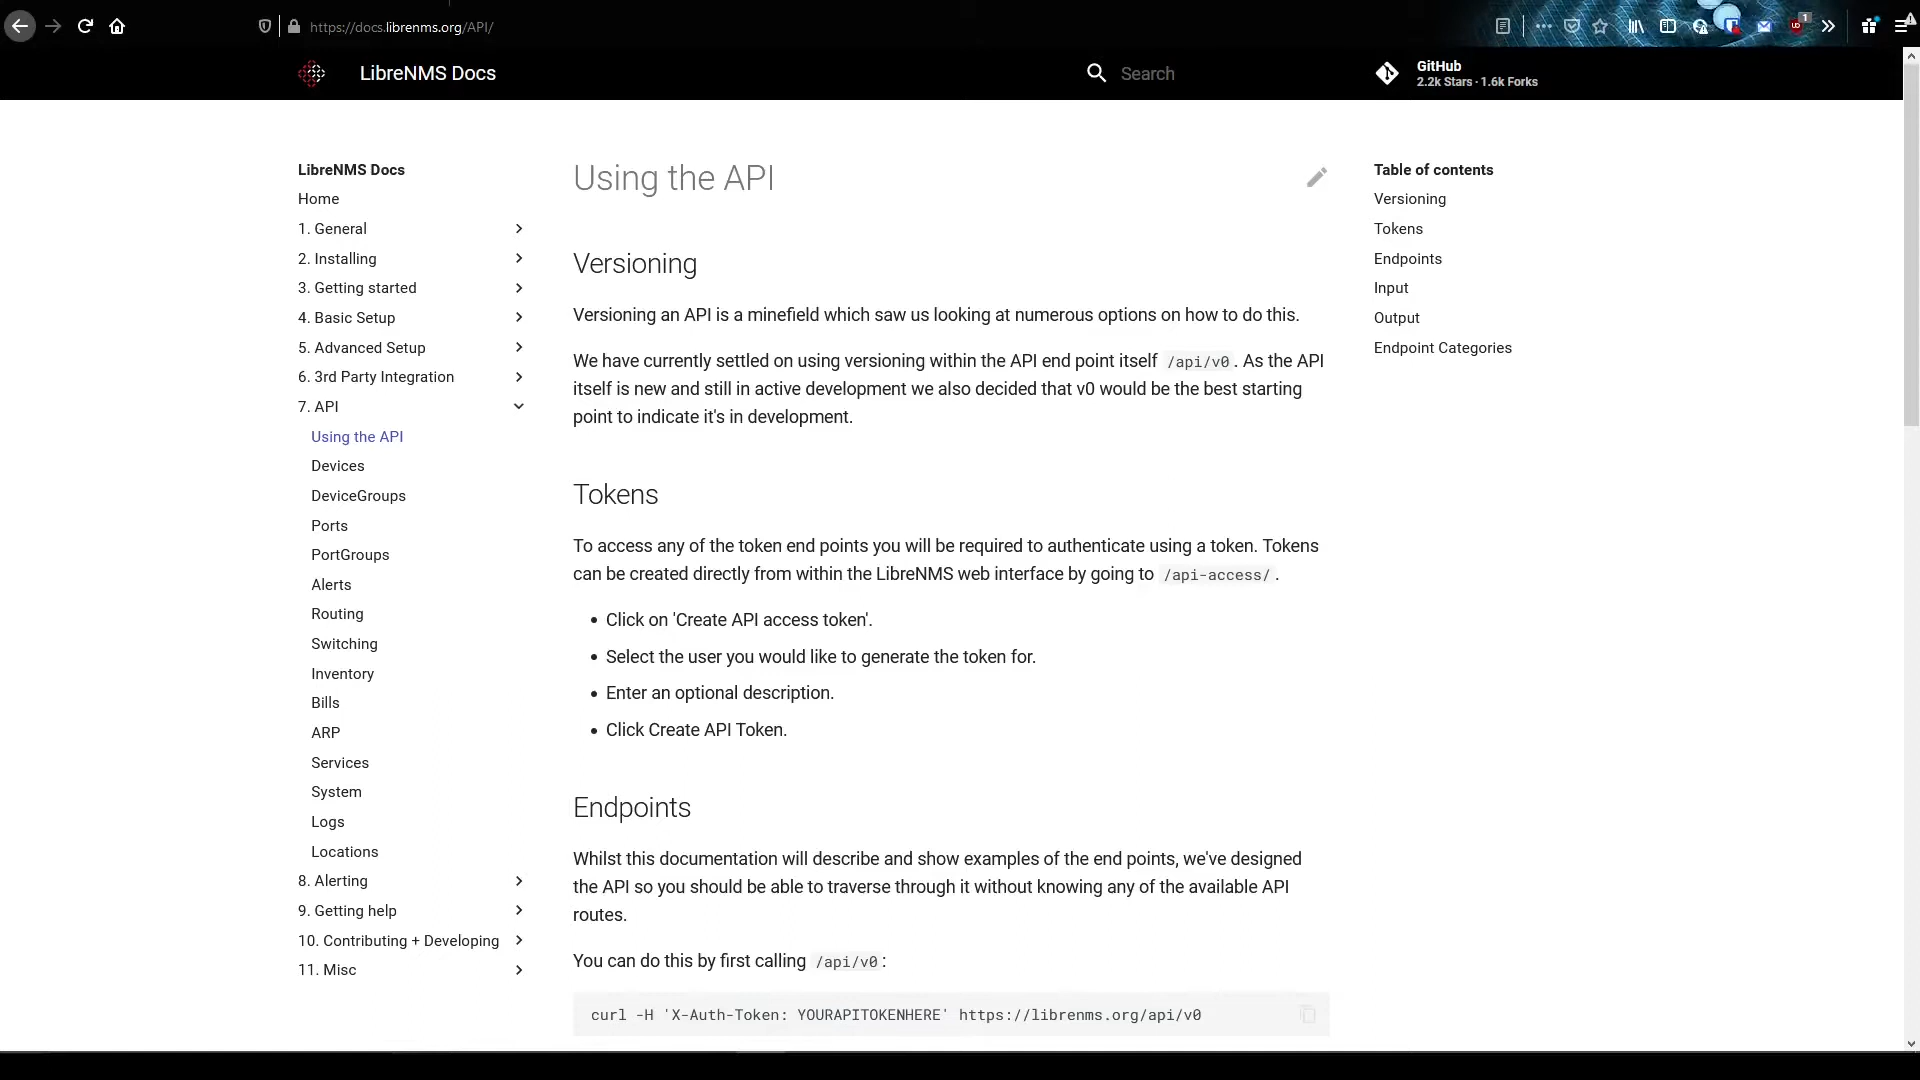 https://docs.librenms.org/API/
1
LibreNMS Docs
Search
GitHub
2.2k Stars · 1.6k Forks
LibreNMS Docs
Home
1. General
2. Installing
3. Getting started
4. Basic Setup
5. Advanced Setup
6. 3rd Party Integration
7. API
Using the API
Devices
DeviceGroups
Ports
PortGroups
Alerts
Routing
Switching
Inventory
Bills
ARP
Services
System
Logs
Locations
8. Alerting
9. Getting help
10. Contributing + Developing
11. Misc
Using the API
Versioning
Versioning an API is a minefield which saw us looking at numerous options on how to do this.
We have currently settled on using versioning within the API end point itself /api/v0. As the API
itself is new and still in active development we also decided that v0 would be the best starting
point to indicate it's in development.
Tokens
To access any of the token end points you will be required to authenticate using a token. Tokens
can be created directly from within the LibreNMS web interface by going to /api-access/.
• Click on 'Create API access token'.
• Select the user you would like to generate the token for.
• Enter an optional description.
• Click Create API Token.
Endpoints
Whilst this documentation will describe and show examples of the end points, we've designed
the API so you should be able to traverse through it without knowing any of the available API
routes.
You can do this by first calling /api/v0:
curl -H 'X-Auth-Token: YOURAPITOKENHERE' https://librenms.org/api/v0
Table of contents
Versioning
Tokens
Endpoints
Input
Output
Endpoint Categories